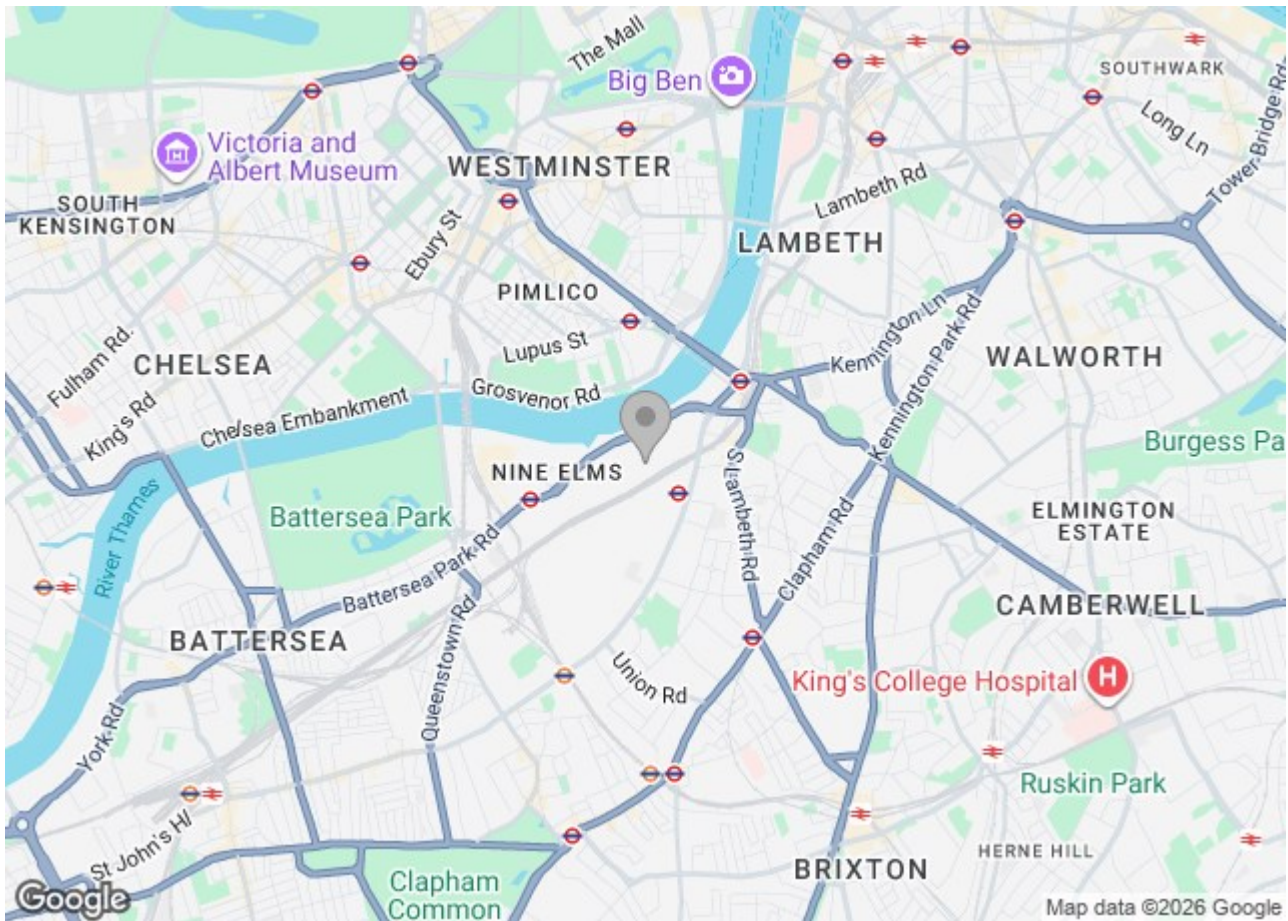 The Mall
Big Ben
SOUTHWARK
Long Ln
Tower Bridge Rd
Victoria and
Albert Museum
WESTMINSTER
Lambeth Rd
SOUTH
KENSINGTON
Ebury St
LAMBETH
PIMLICO
Lupus St
Kennington Ln
Kennington Park Rd
WALWORTH
Fulham Rd.
CHELSEA
King's Rd
Grosvenor Rd
Chelsea Embankment
Burgess Pa
NINE ELMS
S Lambeth Rd
Clapham Rd
Battersea Park
ELMINGTON
ESTATE
River Thames
Battersea Park Rd
CAMBERWELL
BATTERSEA
Queenstown Rd
Union Rd
King's College Hospital
H
York Rd
Ruskin Park
St John's Hl
BRIXTON
HERNE HILL
Clapham
Common
Google
Map data ©2026 Google